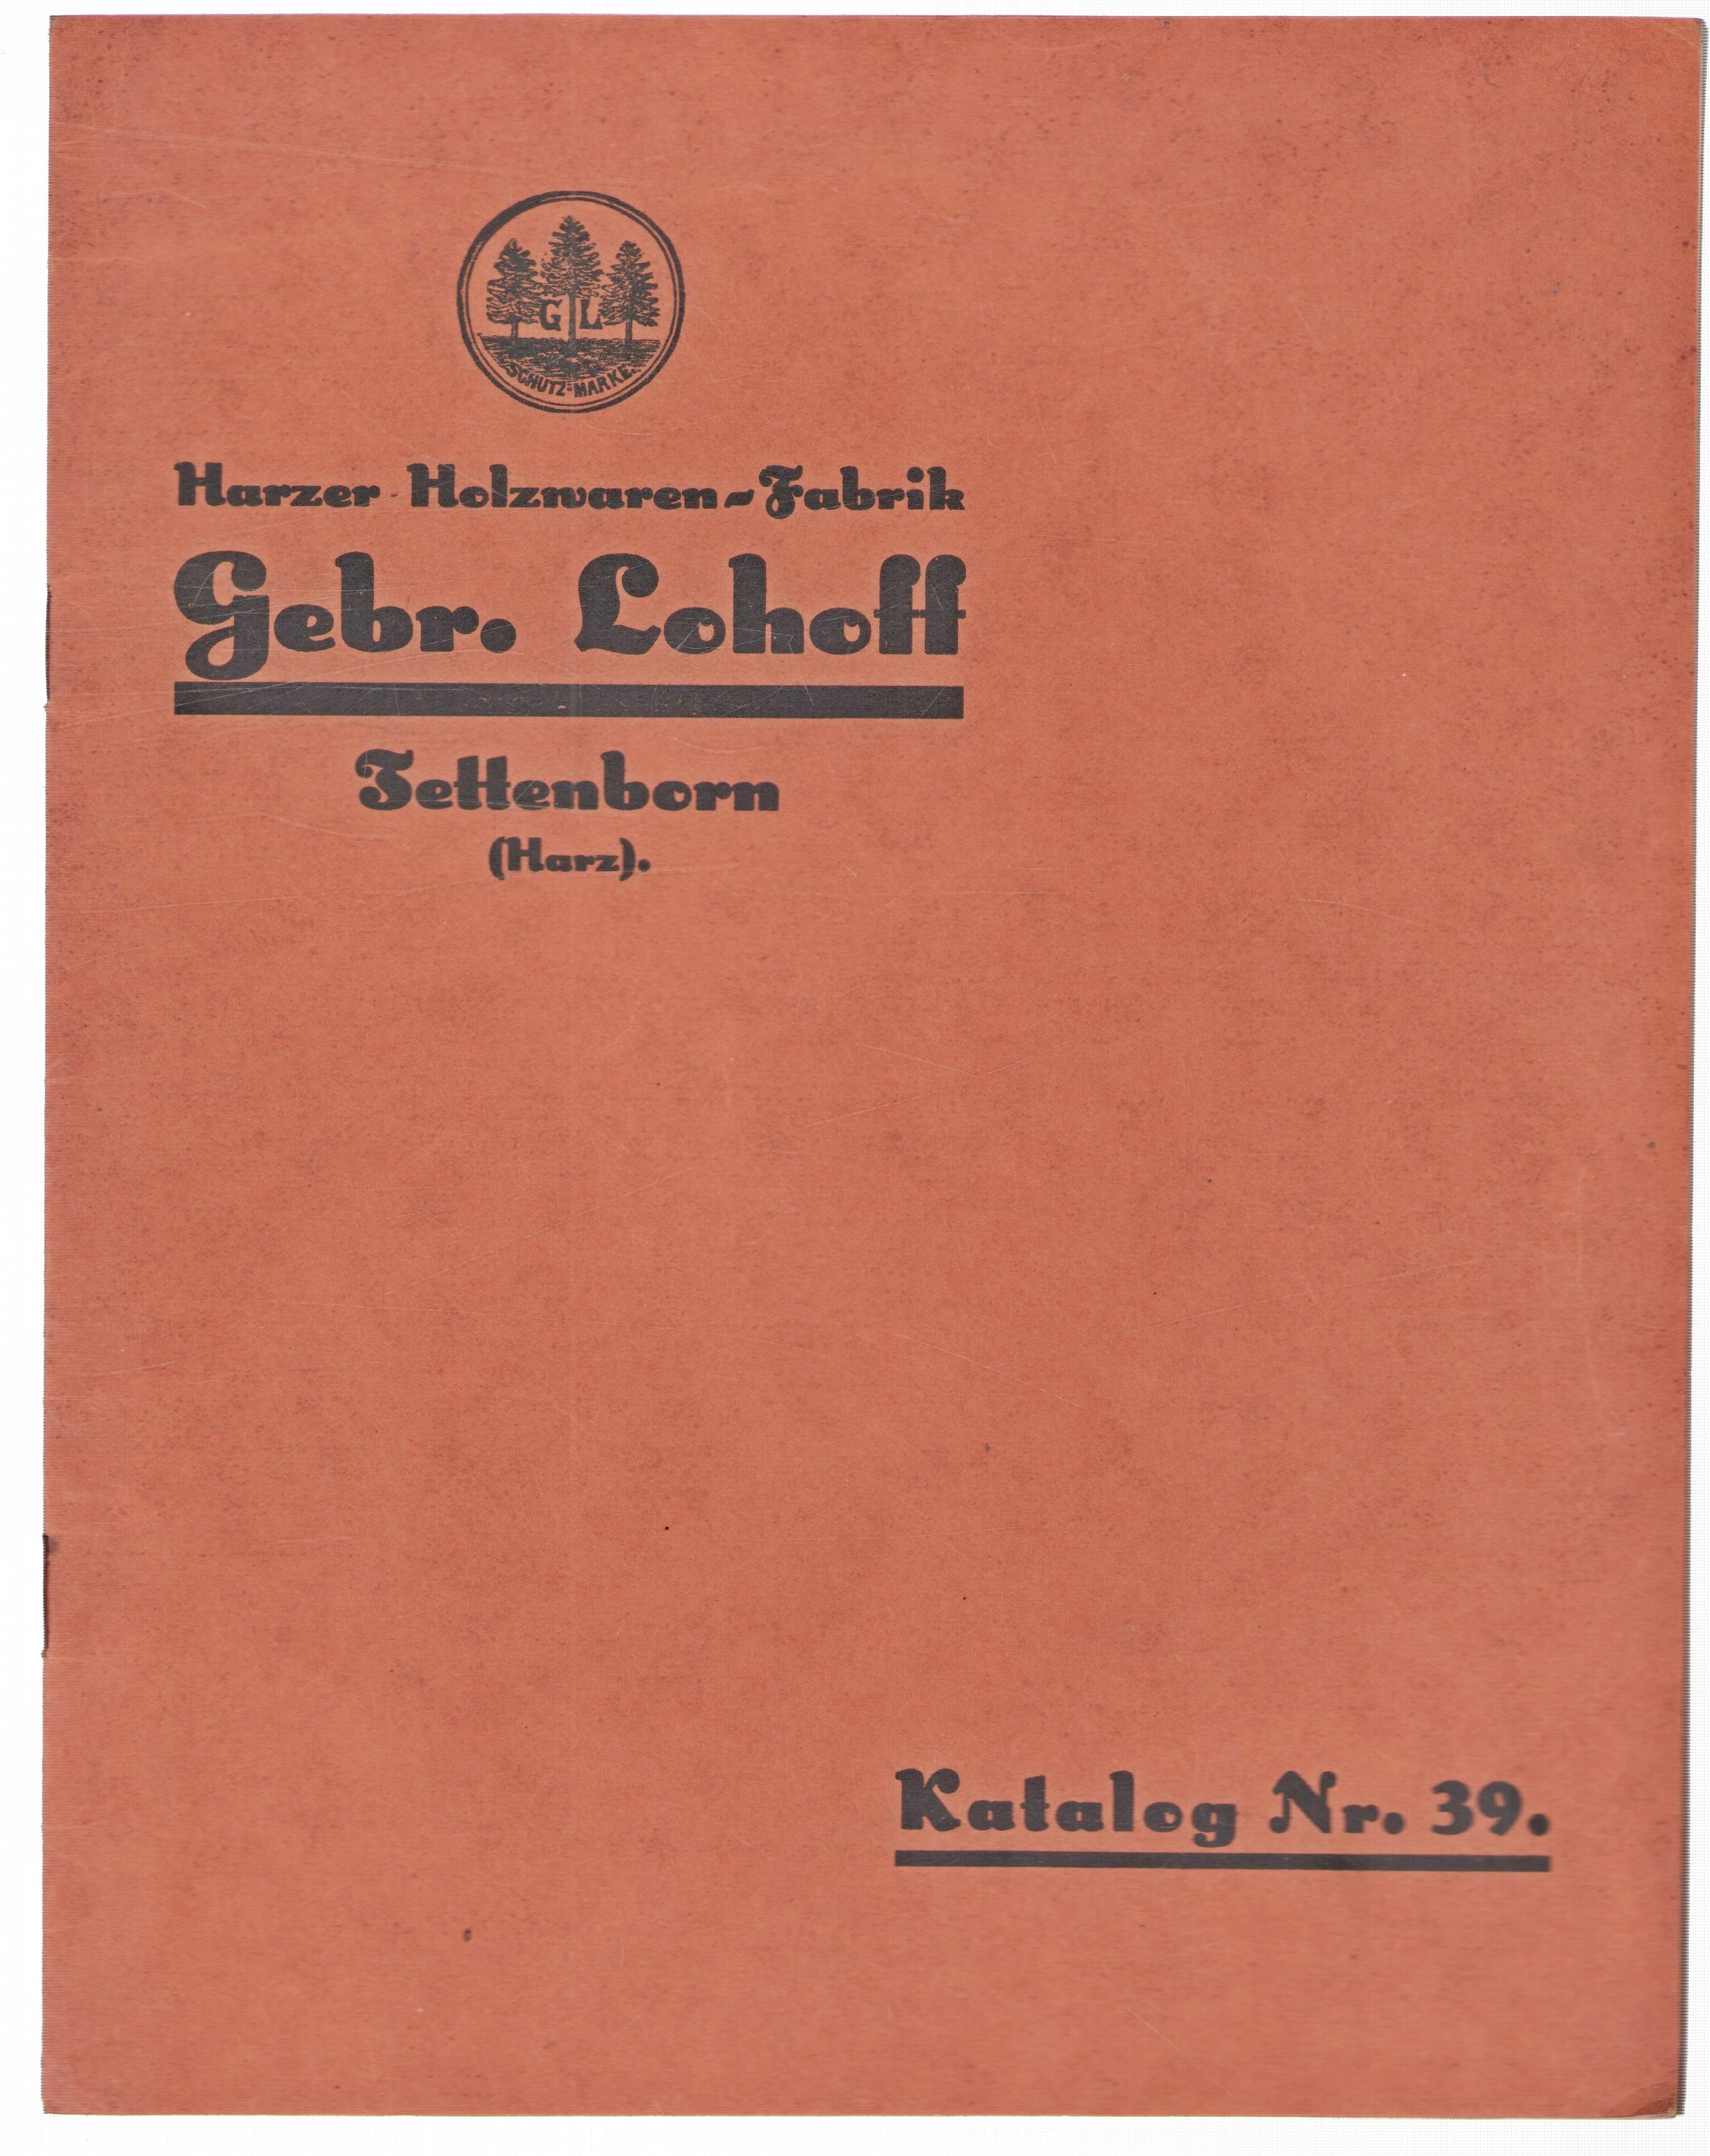 G L
SCHUTZ-MARKE.
Harzer Holzwaren-Fabrik
Gebr. Lohoff
Tettenborn
(Harz).
Katalog Nr. 39.